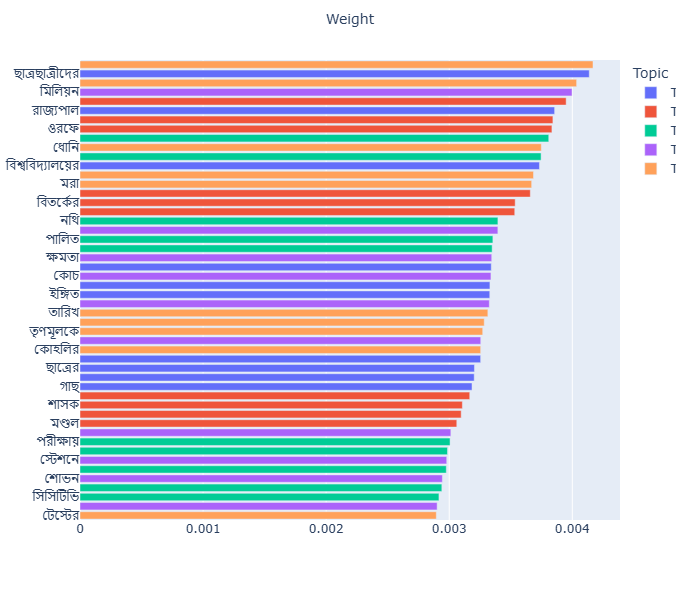 Weight
ছাত্রছাত্রীদের
মিলিয়ন
রাজ্যপাল
ওরফে
ধোনি
বিশ্ববিদ্যালয়ের
মরা
বিতর্কের
নথি
পালিত
ক্ষমতা
কোচ
ইঙ্গিত
তারিখ
তৃণমূলকে
কোহলির
ছাত্রের
গাছ
শাসক
মণ্ডল
পরীক্ষায়
স্টেশনে
শোভন
সিসিটিভি
টেস্টের
0 0.001 0.002 0.003 0.004
Topic
T
T
T
T
T